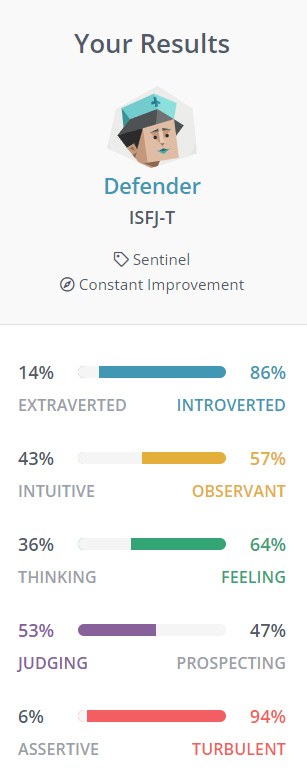 Your Results
Defender
ISFJ-T
Sentinel
Constant Improvement
14% 86%
EXTRAVERTED INTROVERTED
43% 57%
INTUITIVE OBSERVANT
36% 64%
THINKING FEELING
53% 47%
JUDGING PROSPECTING
6% 94%
ASSERTIVE TURBULENT